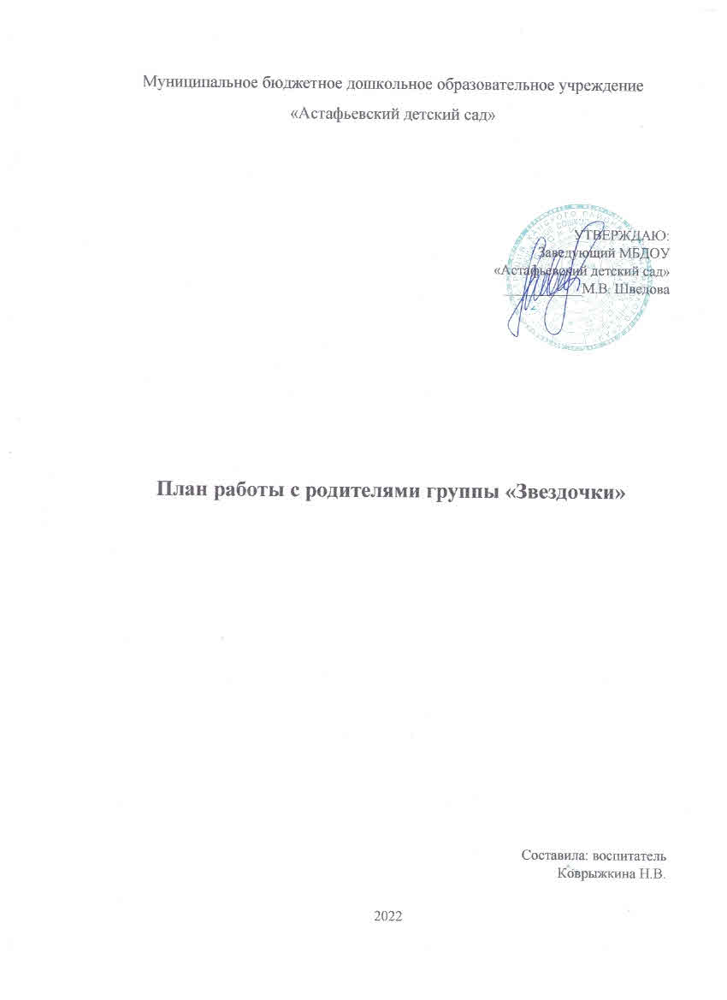 Муниципальное бюджетное дошкольное образовательное учреждение
«Астафьевский детский сад»
УТВЕРЖДАЮ:
Заведующий МБДОУ
«Астафьевский детский сад»
М.В. Шведова
План работы с родителями группы «Звездочки»
Составила: воспитатель
Коврыжкина Н.В.
2022